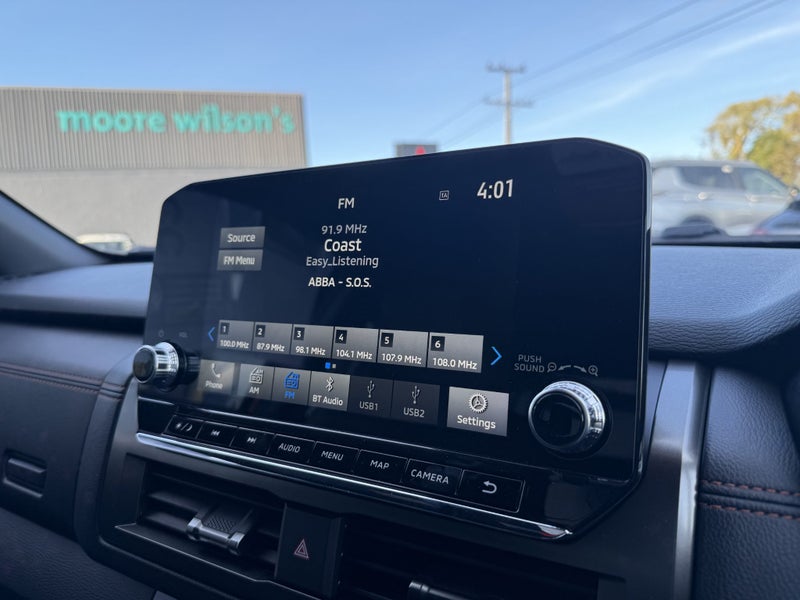 moore wilson's
FM
4:01
91.9 MHz
Coast
Easy_Listening
ABBA - S.O.S.
Source
FM Menu
1
100.0 MHz
2
87.9 MHz
3
98.1 MHz
4
104.1 MHz
5
107.9 MHz
6
108.0 MHz
VOL
PUSH
SOUND
Phone
AM
FM
BT Audio
USB1
USB2
Settings
AUDIO
MENU
MAP
CAMERA